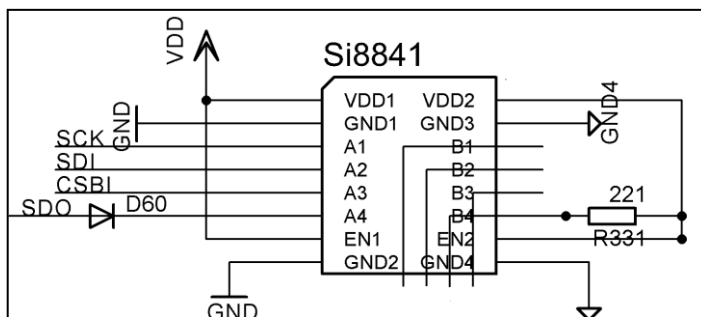 VDD
Si8841
VDD1 VDD2
GND GND1 GND3 GND4
SCK A1 B1
SDI A2 B2
CSBI A3 B3 221
SDO D60 A4 B4
EN1 EN2 R331
GND2 GND4
GND